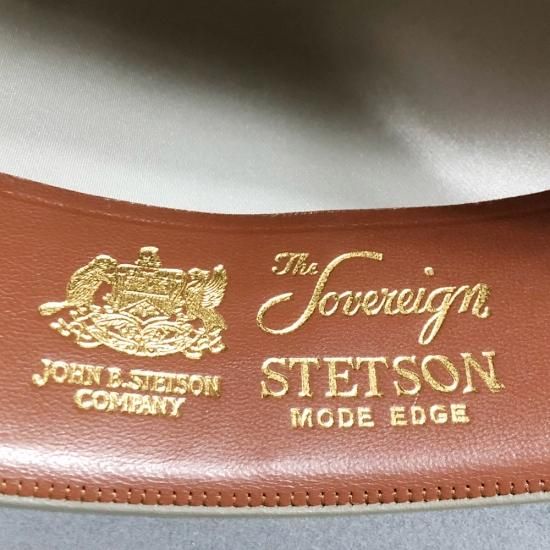 JOHN B. STETSON
COMPANY
The Sovereign
STETSON
MODE EDGE